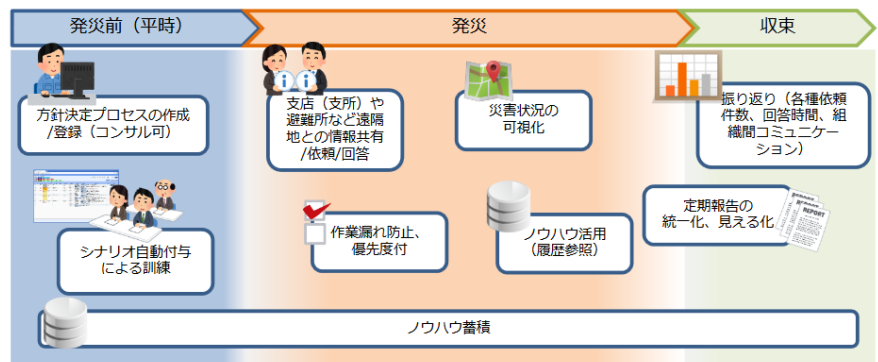 発災前（平時）
発災
収束
方針決定プロセスの作成
/登録（コンサル可）
シナリオ自動付与
による訓練
支店（支所）や
避難所など遠隔
地との情報共有
/依頼/回答
災害状況の
可視化
作業漏れ防止、
優先度付
ノウハウ活用
（履歴参照）
振り返り（各種依頼
件数、回答時間、組
織間コミュニケー
ション）
定期報告の
統一化、見える化
REPORT
ノウハウ蓄積